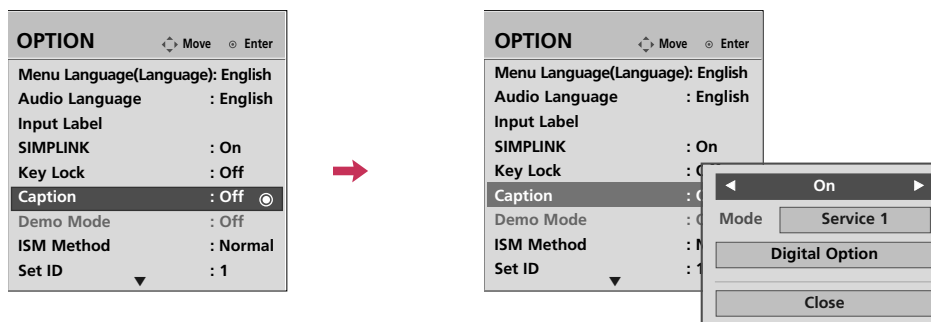 OPTION Move Enter
Menu Language(Language): English
Audio Language : English
Input Label
SIMPLINK : On
Key Lock : Off
Caption : Off
Demo Mode : Off
ISM Method : Normal
Set ID : 1
OPTION Move Enter
Menu Language(Language): English
Audio Language : English
Input Label
SIMPLINK : On
Key Lock :
Caption :
Demo Mode :
ISM Method :
Set ID : 1
On
Mode Service 1
Digital Option
Close